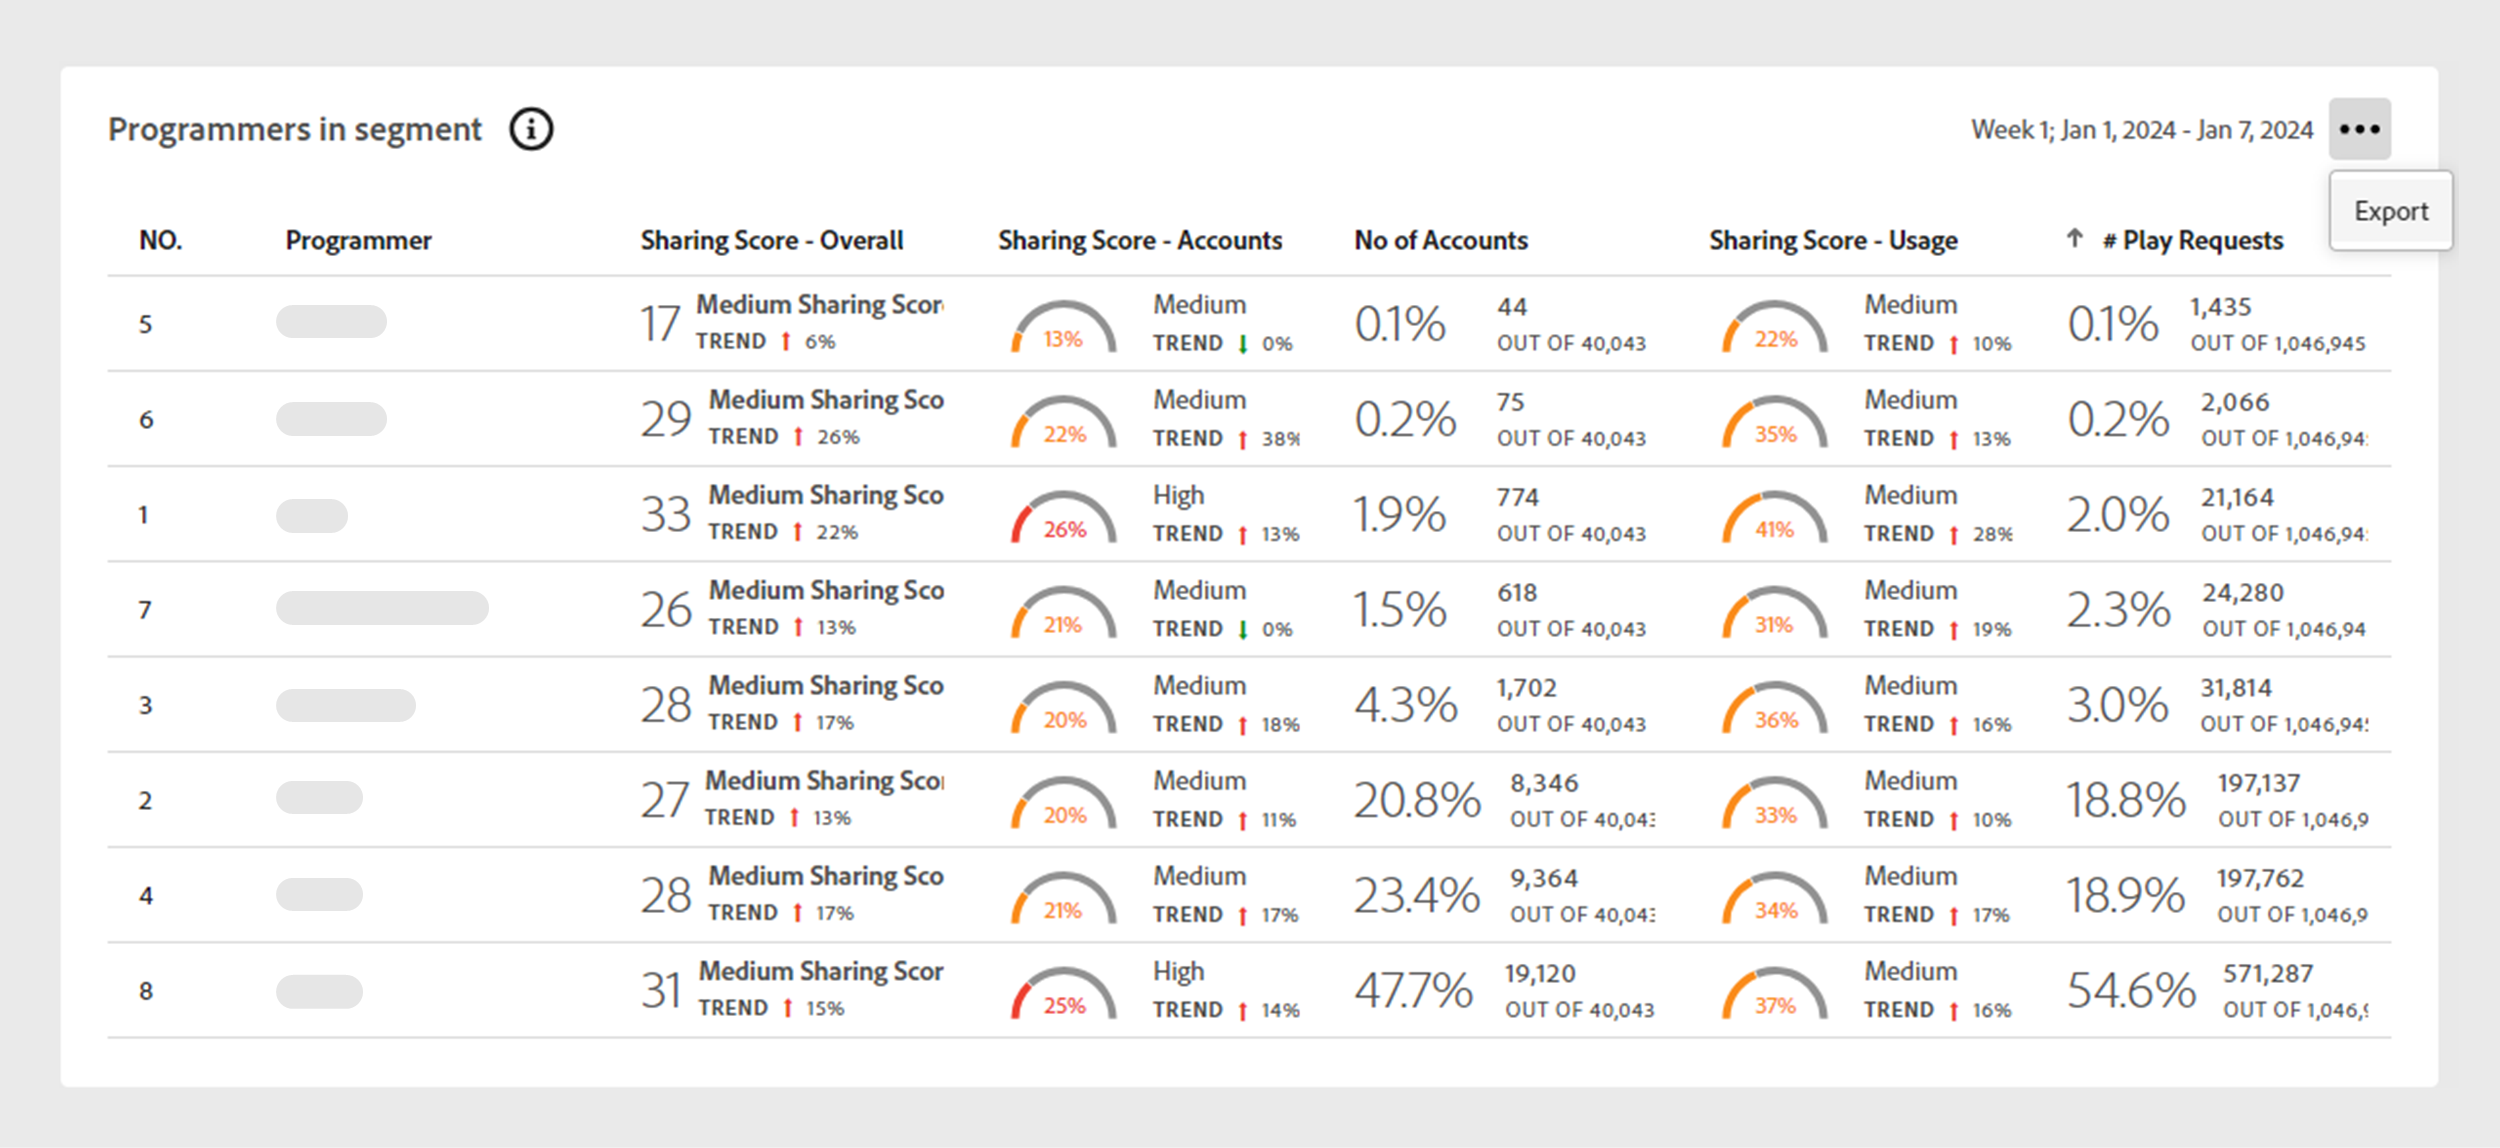 Programmers in segment
Week 1; Jan 1, 2024 - Jan 7, 2024
Export
NO. Programmer Sharing Score - Overall Sharing Score - Accounts No of Accounts Sharing Score - Usage # Play Requests
5 17 Medium Sharing Scor 13% Medium 0.1% 44 22% Medium 0.1% 1,435
TREND 6% TREND 0% OUT OF 40,043 TREND 10% OUT OF 1,046,945
6 29 Medium Sharing Sco 22% Medium 0.2% 75 35% Medium 0.2% 2,066
TREND 26% TREND 38% OUT OF 40,043 TREND 13% OUT OF 1,046,94
1 33 Medium Sharing Sco 26% High 1.9% 774 41% Medium 2.0% 21,164
TREND 22% TREND 13% OUT OF 40,043 TREND 28% OUT OF 1,046,94
7 26 Medium Sharing Sco 21% Medium 1.5% 618 31% Medium 2.3% 24,280
TREND 13% TREND 0% OUT OF 40,043 TREND 19% OUT OF 1,046,94
3 28 Medium Sharing Sco 20% Medium 4.3% 1,702 36% Medium 3.0% 31,814
TREND 17% TREND 18% OUT OF 40,043 TREND 16% OUT OF 1,046,94
2 27 Medium Sharing Sco 20% Medium 20.8% 8,346 33% Medium 18.8% 197,137
TREND 13% TREND 11% OUT OF 40,04 TREND 10% OUT OF 1,046,9
4 28 Medium Sharing Sco 21% Medium 23.4% 9,364 34% Medium 18.9% 197,762
TREND 17% TREND 17% OUT OF 40,04 TREND 17% OUT OF 1,046,9
8 31 Medium Sharing Scor 25% High 47.7% 19,120 37% Medium 54.6% 571,287
TREND 15% TREND 14% OUT OF 40,043 TREND 16% OUT OF 1,046,